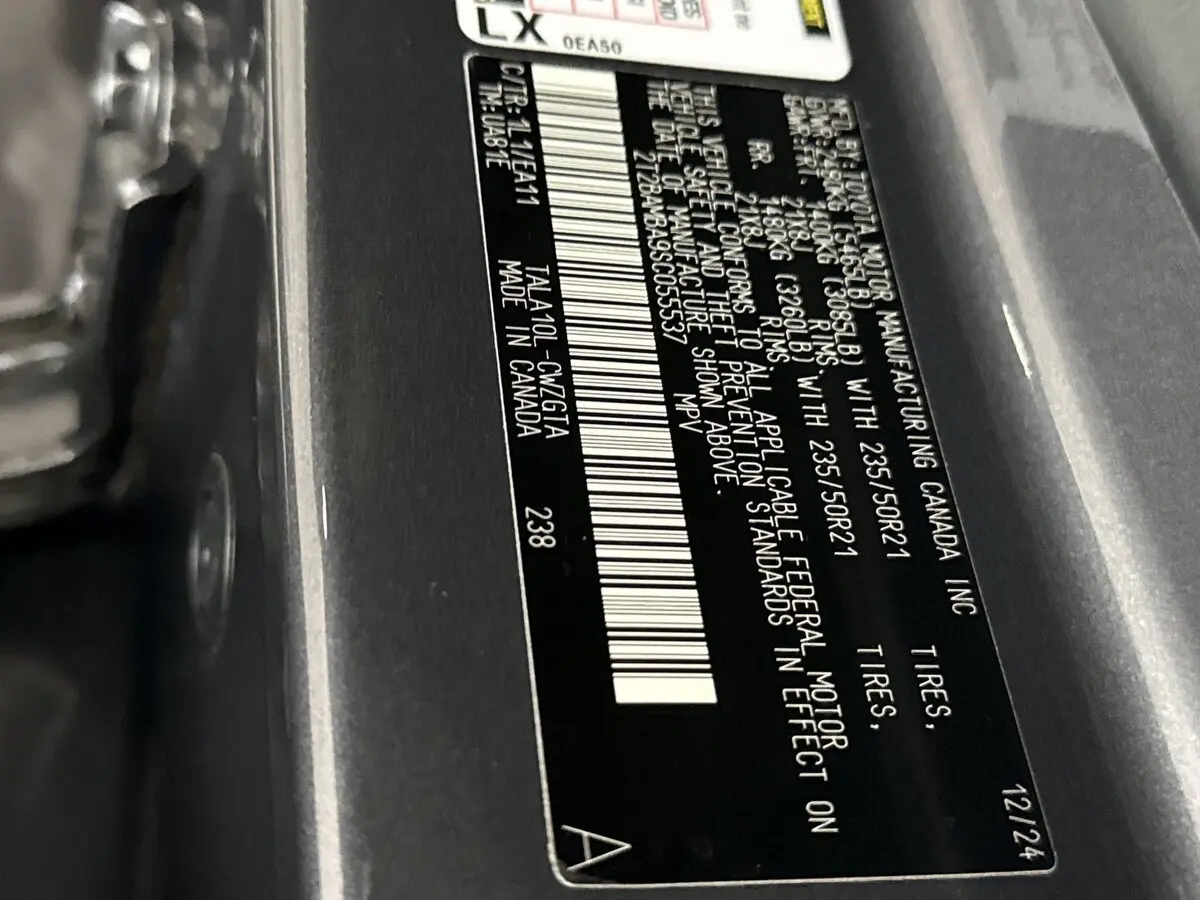 LX
0EA50
MFD. BY: TOYOTA MOTOR MANUFACTURING CANADA INC 12/24
GVWR:2480KG (5465LB)
GAWR:FRT. 1400KG (3085LB) WITH 235/50R21 TIRES,
21X8J RIMS.
RR. 1480KG (3260LB) WITH 235/50R21 TIRES,
21X8J RIMS.
THIS VEHICLE CONFORMS TO ALL APPLICABLE FEDERAL MOTOR
VEHICLE SAFETY AND THEFT PREVENTION STANDARDS IN EFFECT ON
THE DATE OF MANUFACTURE SHOWN ABOVE.
MPV
C/TR:1L1/EA11 TALA10L-CWZGTA 238
TM:UA81E MADE IN CANADA
A